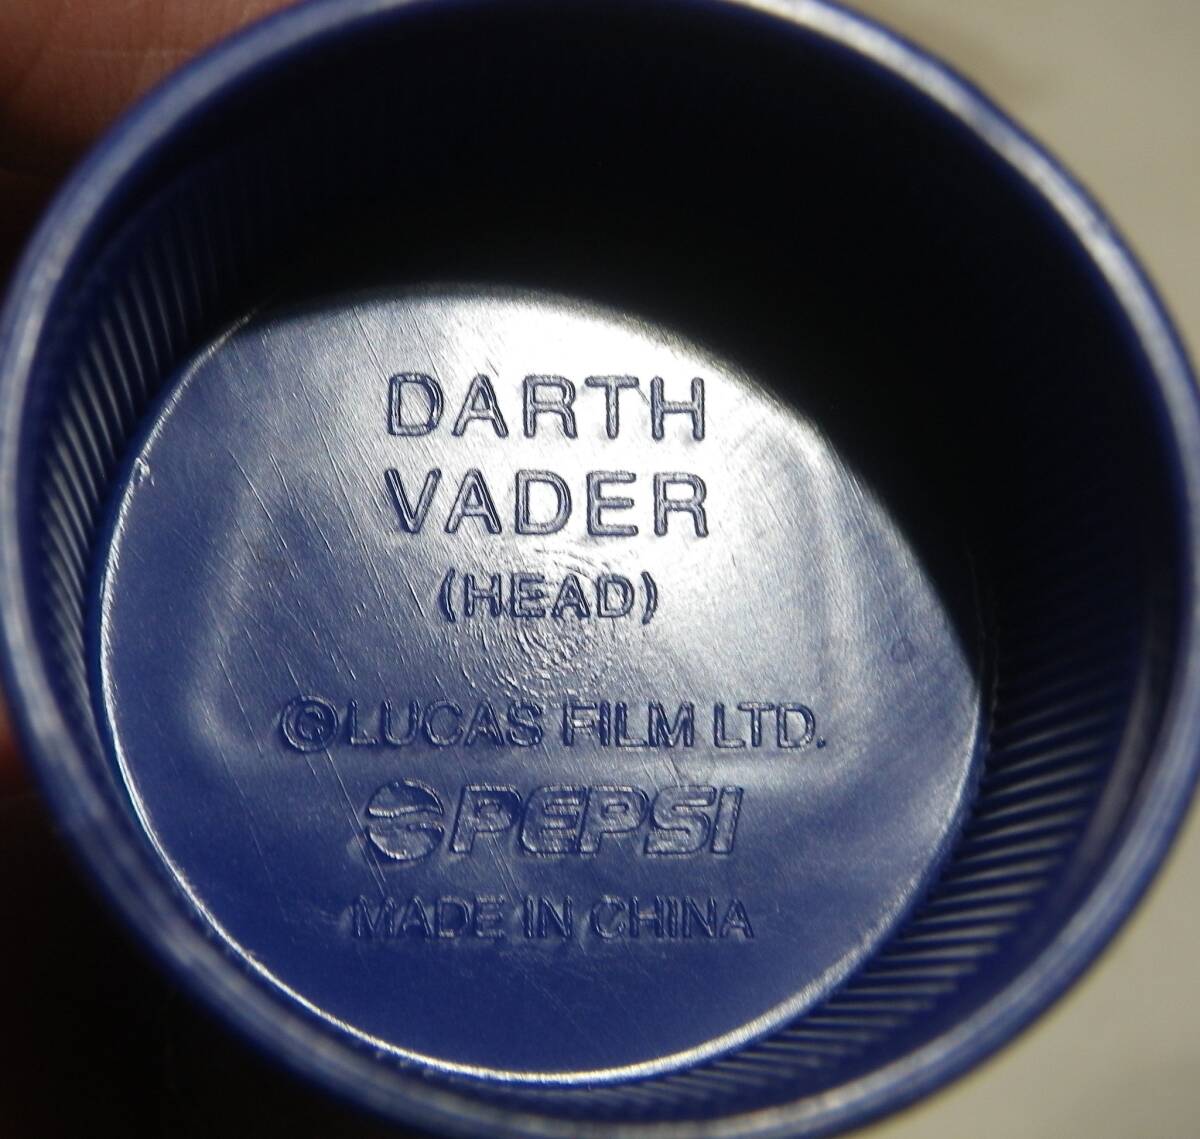 DARTH
VADER
(HEAD)
©LUCAS FILM LTD.
PEPSI
MADE IN CHINA